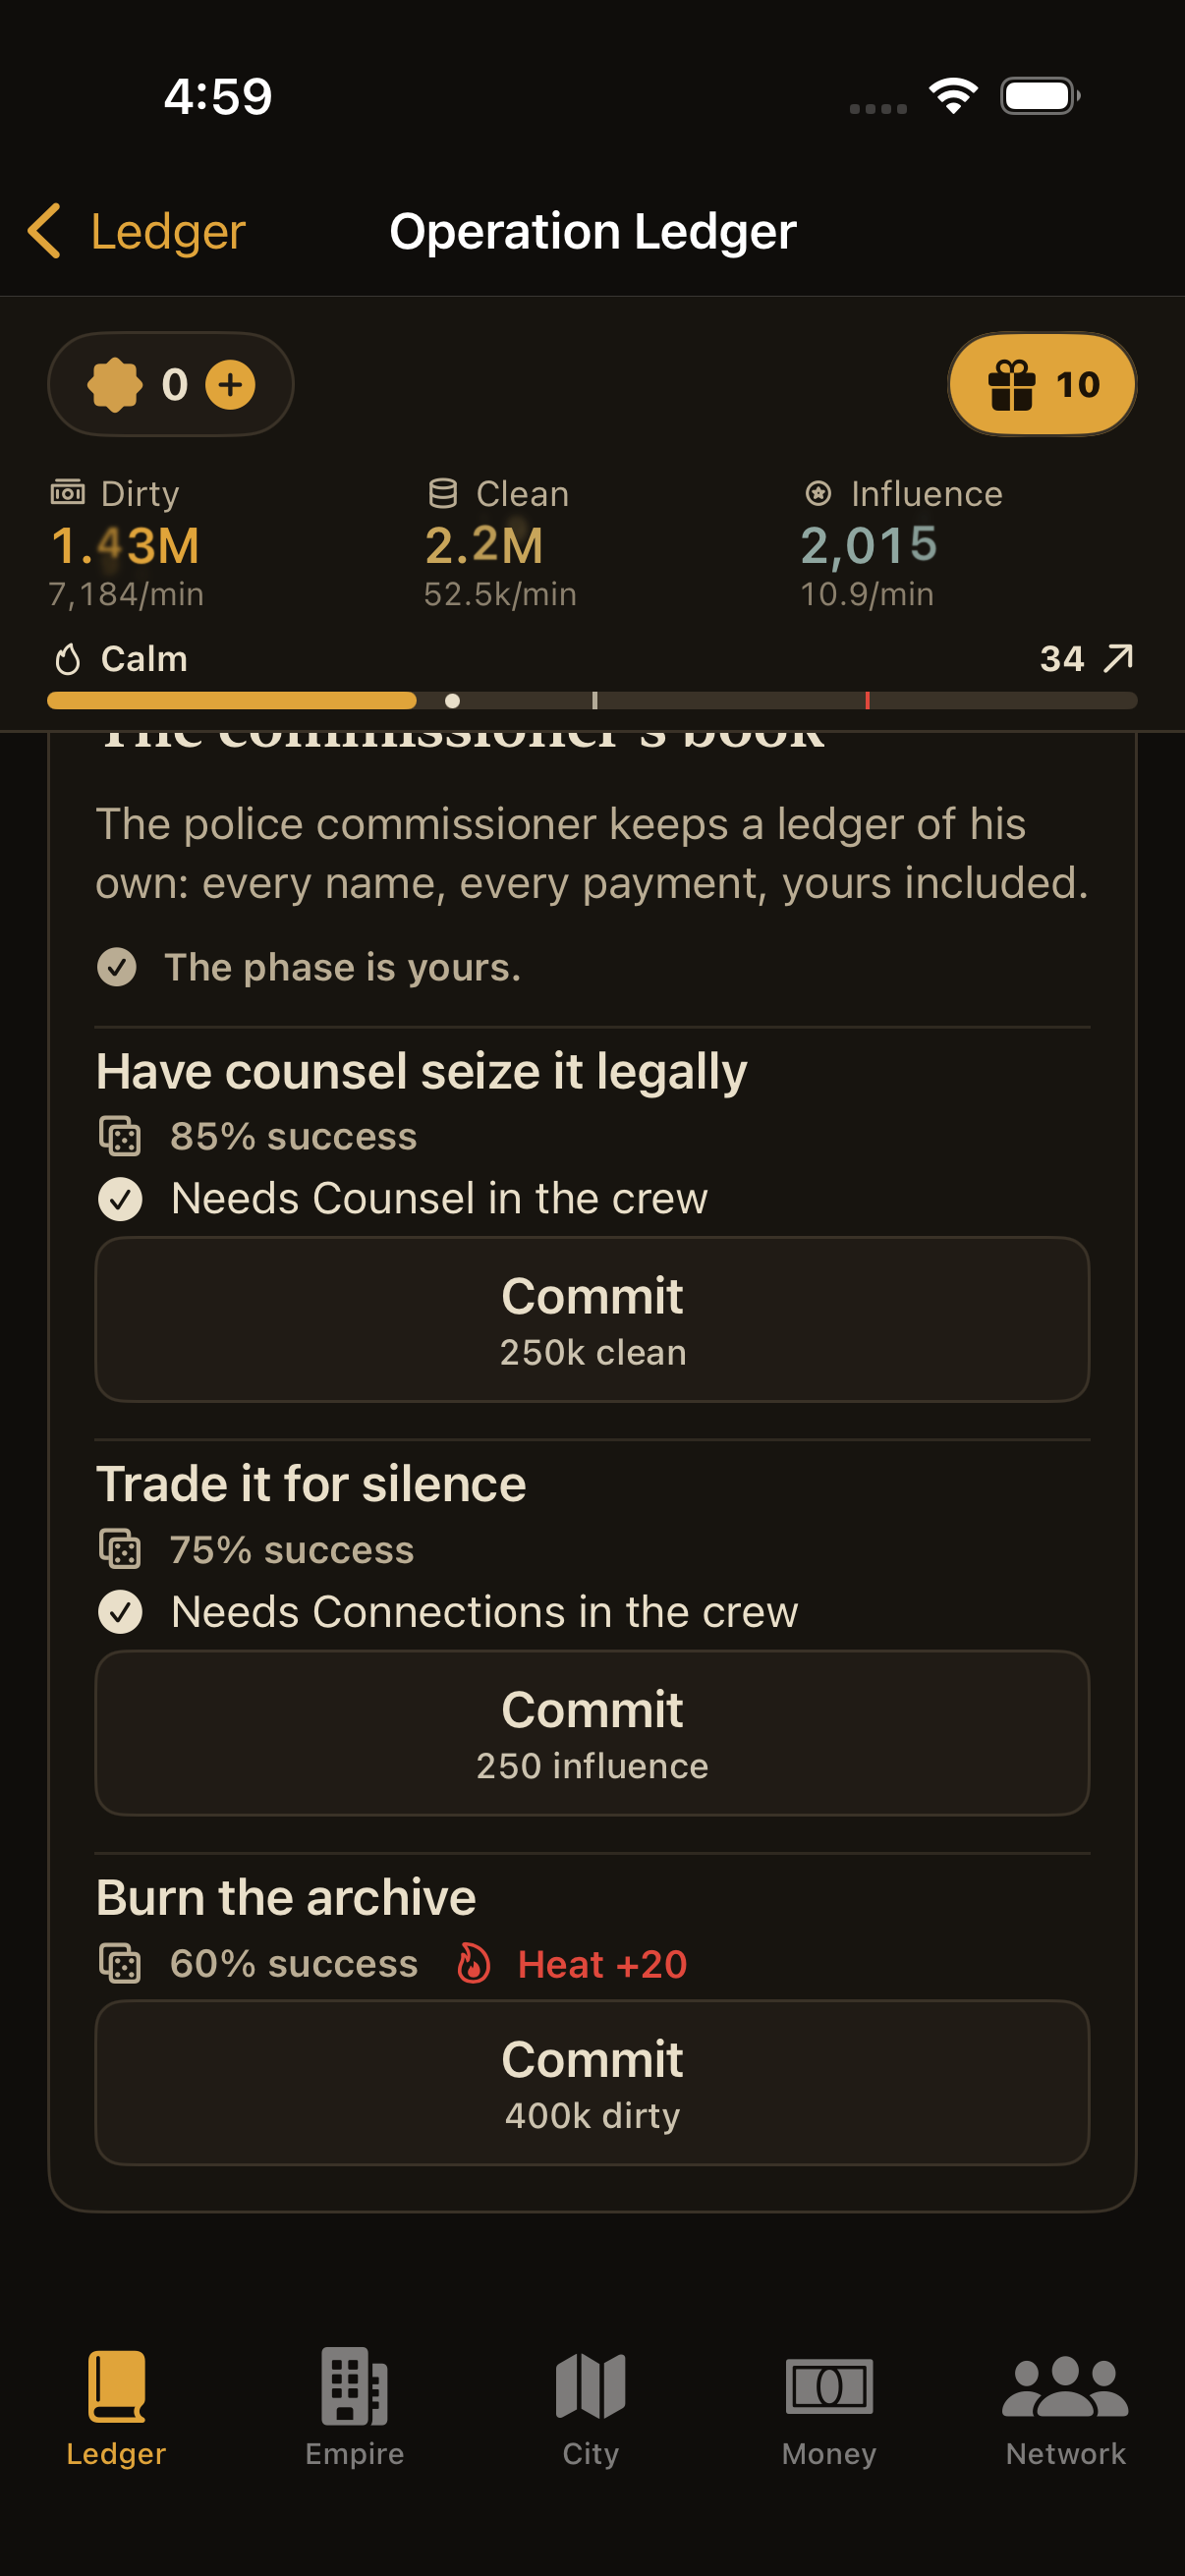 4:59
Ledger
Operation Ledger
0
10
Dirty
Clean
Influence
1.43M
2.2M
2,015
7,184/min
52.5k/min
10.9/min
Calm
34
The commissioner's book
The police commissioner keeps a ledger of his
own: every name, every payment, yours included.
The phase is yours.
Have counsel seize it legally
85% success
Needs Counsel in the crew
Commit
250k clean
Trade it for silence
75% success
Needs Connections in the crew
Commit
250 influence
Burn the archive
60% success
Heat +20
Commit
400k dirty
Ledger
Empire
City
Money
Network